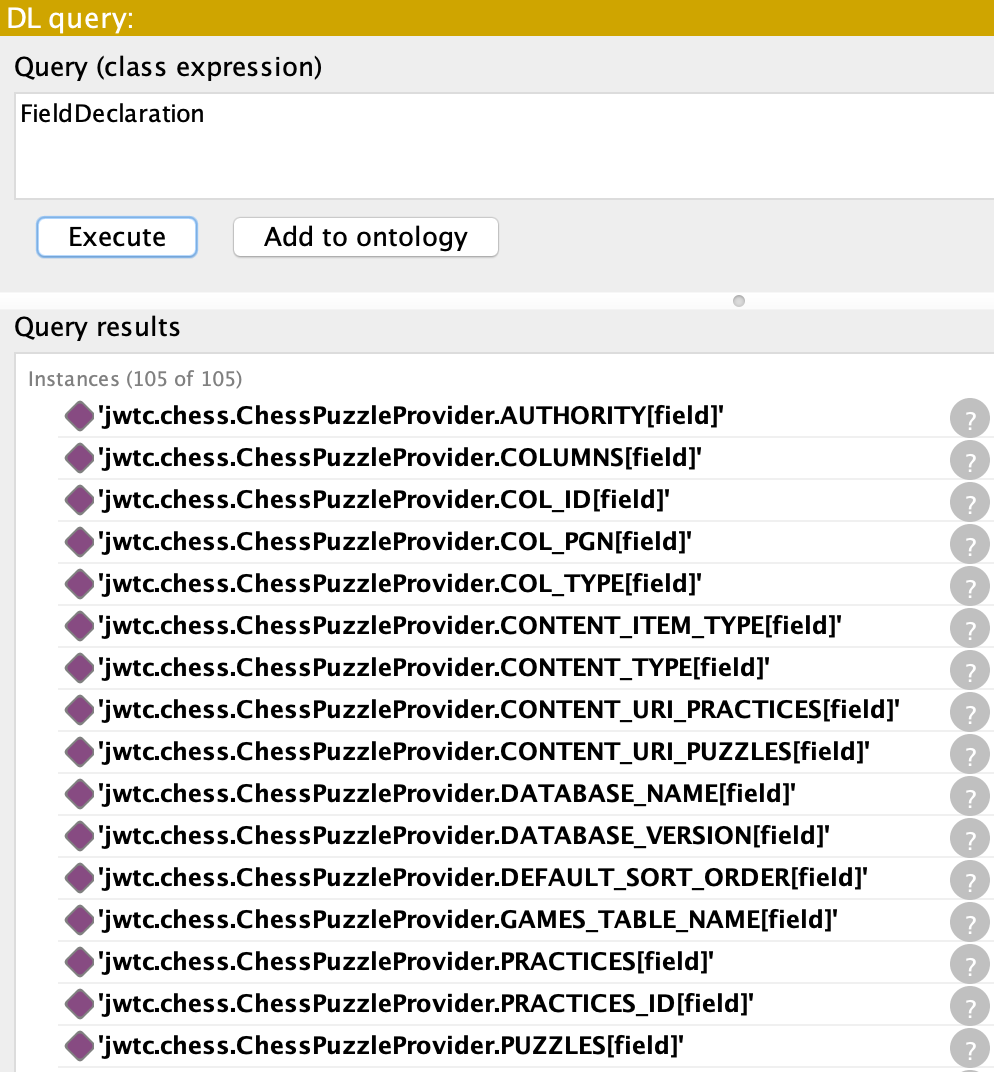 DL query:
Query (class expression)
FieldDeclaration
Execute Add to ontology
Query results
Instances (105 of 105)
'jwtc.chess.ChessPuzzleProvider.AUTHORITY[field]' ?
'jwtc.chess.ChessPuzzleProvider.COLUMNS[field]' ?
'jwtc.chess.ChessPuzzleProvider.COL_ID[field]' ?
'jwtc.chess.ChessPuzzleProvider.COL_PGN[field]' ?
'jwtc.chess.ChessPuzzleProvider.COL_TYPE[field]' ?
'jwtc.chess.ChessPuzzleProvider.CONTENT_ITEM_TYPE[field]' ?
'jwtc.chess.ChessPuzzleProvider.CONTENT_TYPE[field]' ?
'jwtc.chess.ChessPuzzleProvider.CONTENT_URI_PRACTICES[field]' ?
'jwtc.chess.ChessPuzzleProvider.CONTENT_URI_PUZZLES[field]' ?
'jwtc.chess.ChessPuzzleProvider.DATABASE_NAME[field]' ?
'jwtc.chess.ChessPuzzleProvider.DATABASE_VERSION[field]' ?
'jwtc.chess.ChessPuzzleProvider.DEFAULT_SORT_ORDER[field]' ?
'jwtc.chess.ChessPuzzleProvider.GAMES_TABLE_NAME[field]' ?
'jwtc.chess.ChessPuzzleProvider.PRACTICES[field]' ?
'jwtc.chess.ChessPuzzleProvider.PRACTICES_ID[field]' ?
'jwtc.chess.ChessPuzzleProvider.PUZZLES[field]' ?